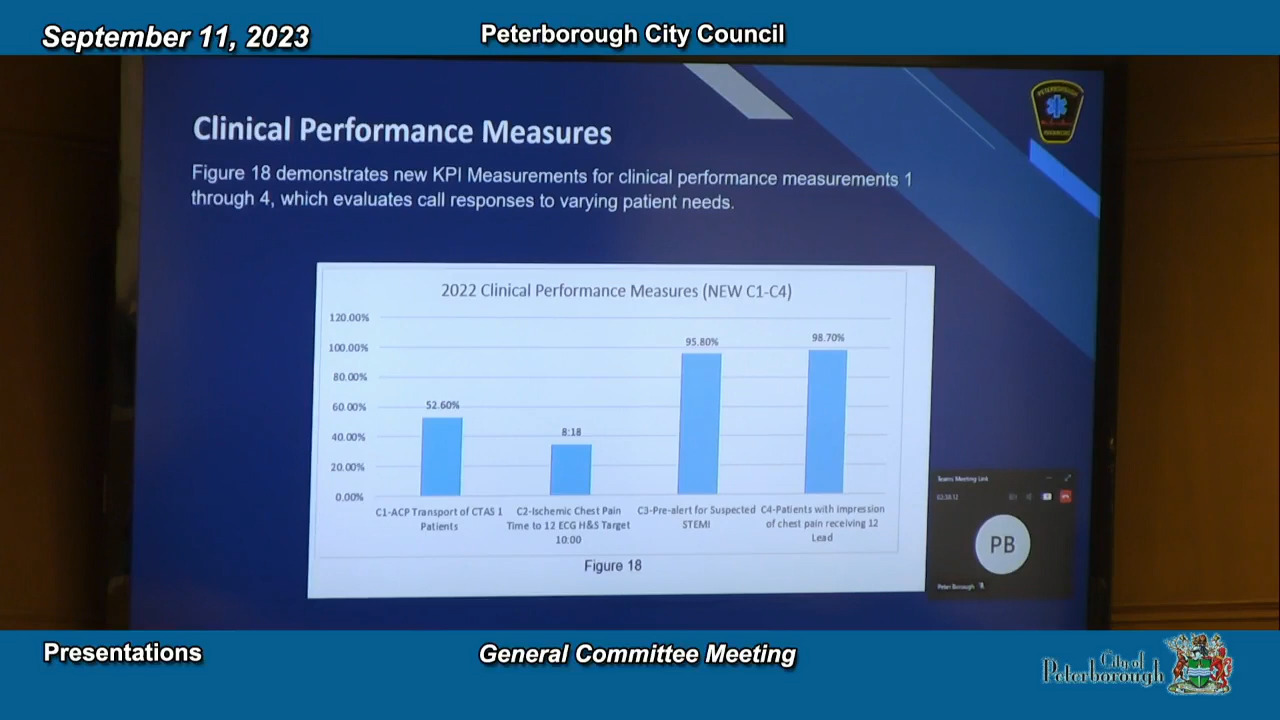 September 11, 2023
Peterborough City Council
Clinical Performance Measures
Figure 18 demonstrates new KPI Measurements for clinical performance measurements 1
through 4, which evaluates call responses to varying patient needs.
2022 Clinical Performance Measures (NEW C1-C4)
120.00%
100.00%
80.00%
60.00%
40.00%
20.00%
0.00%
52.60%
8:18
95.80%
98.70%
C1-ACP Transport of CTAS 1
Patients
C2-Ischemic Chest Pain
Time to 12 ECG H&S Target
10:00
C3-Pre-alert for Suspected
STEMI
C4-Patients with impression
of chest pain receiving 12
Lead
Figure 18
Teams Meeting Link
PB
Peter Borough
Presentations
General Committee Meeting
City of
Peterborough